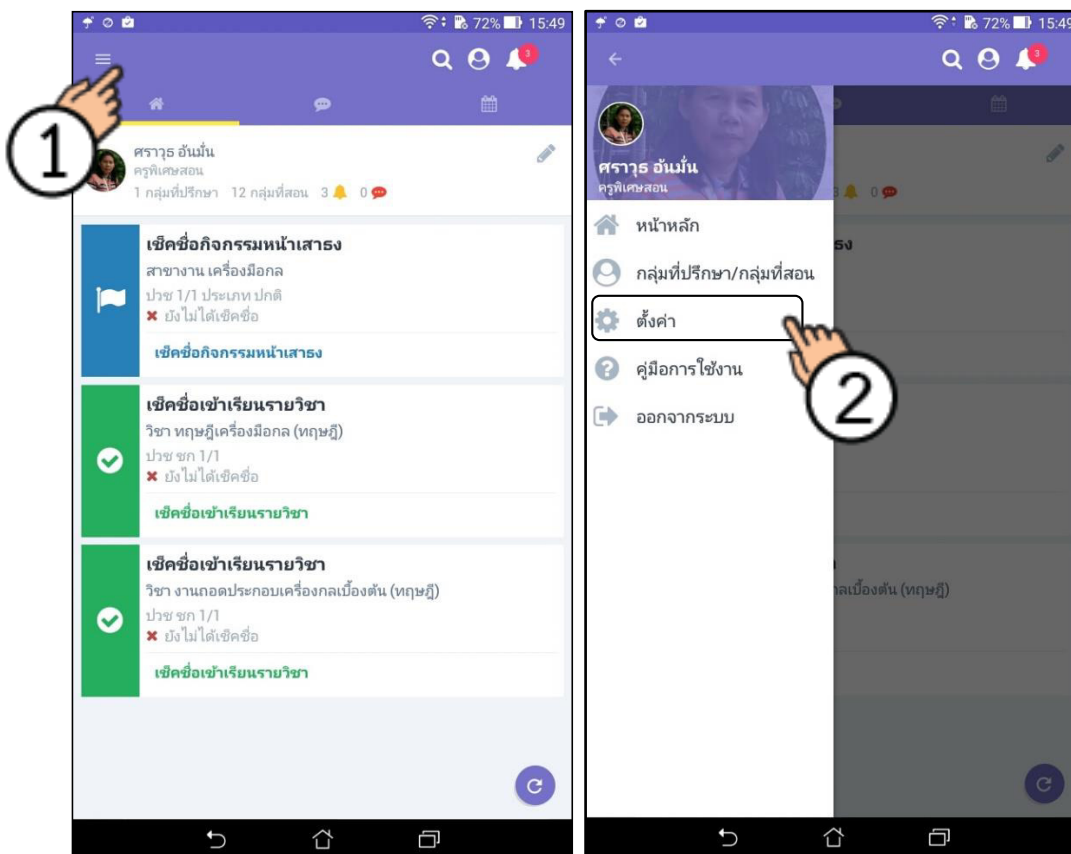 72% 15:49
3
1
ศราวุธ อันมั่น
ครูพิเศษสอน
1 กลุ่มที่ปรึกษา 12 กลุ่มที่สอน 3 0
เช็คชื่อกิจกรรมหน้าเสาธง
สาขางาน เครื่องมือกล
ปวช 1/1 ประเภท ปกติ
ยังไม่ได้เช็คชื่อ
เช็คชื่อกิจกรรมหน้าเสาธง
เช็คชื่อเข้าเรียนรายวิชา
วิชา ทฤษฎีเครื่องมือกล (ทฤษฎี)
ปวช ชก 1/1
ยังไม่ได้เช็คชื่อ
เช็คชื่อเข้าเรียนรายวิชา
เช็คชื่อเข้าเรียนรายวิชา
วิชา งานถอดประกอบเครื่องกลเบื้องต้น (ทฤษฎี)
ปวช ชก 1/1
ยังไม่ได้เช็คชื่อ
เช็คชื่อเข้าเรียนรายวิชา
72% 15:49
3
ศราวุธ อันมั่น
ครูพิเศษสอน
3 0
หน้าหลัก
กลุ่มที่ปรึกษา/กลุ่มที่สอน
ตั้งค่า
2
คู่มือการใช้งาน
ออกจากระบบ
กลเบื้องต้น (ทฤษฎี)